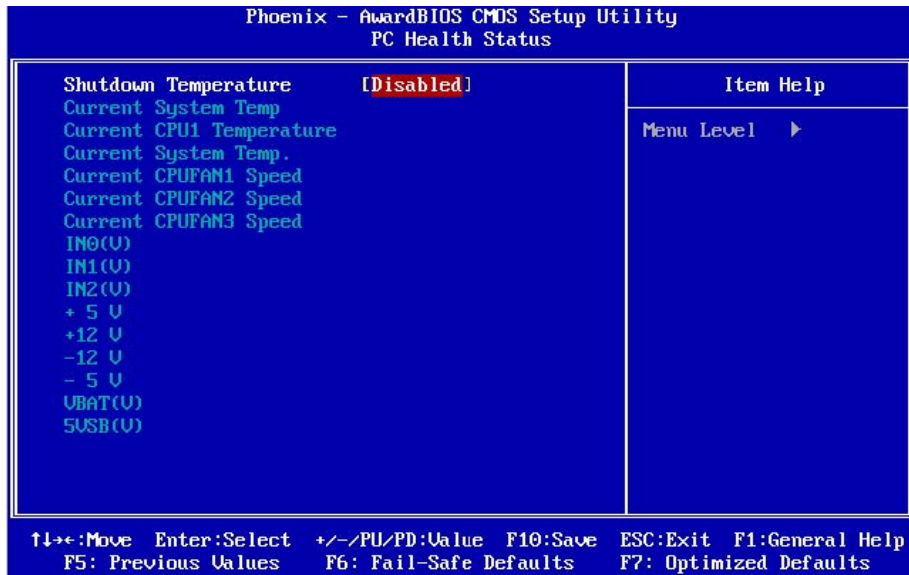 Phoenix - AwardBIOS CMOS Setup Utility
PC Health Status
Shutdown Temperature [Disabled]
Current System Temp
Current CPU1 Temperature
Current System Temp.
Current CPUFAN1 Speed
Current CPUFAN2 Speed
Current CPUFAN3 Speed
IN0(V)
IN1(V)
IN2(V)
+ 5 V
+12 V
-12 V
- 5 V
VBAT(V)
5VSB(V)
Item Help
Menu Level ▶
↑↓→←:Move Enter:Select +/-/PU/PD:Value F10:Save ESC:Exit F1:General Help
F5: Previous Values F6: Fail-Safe Defaults F7: Optimized Defaults